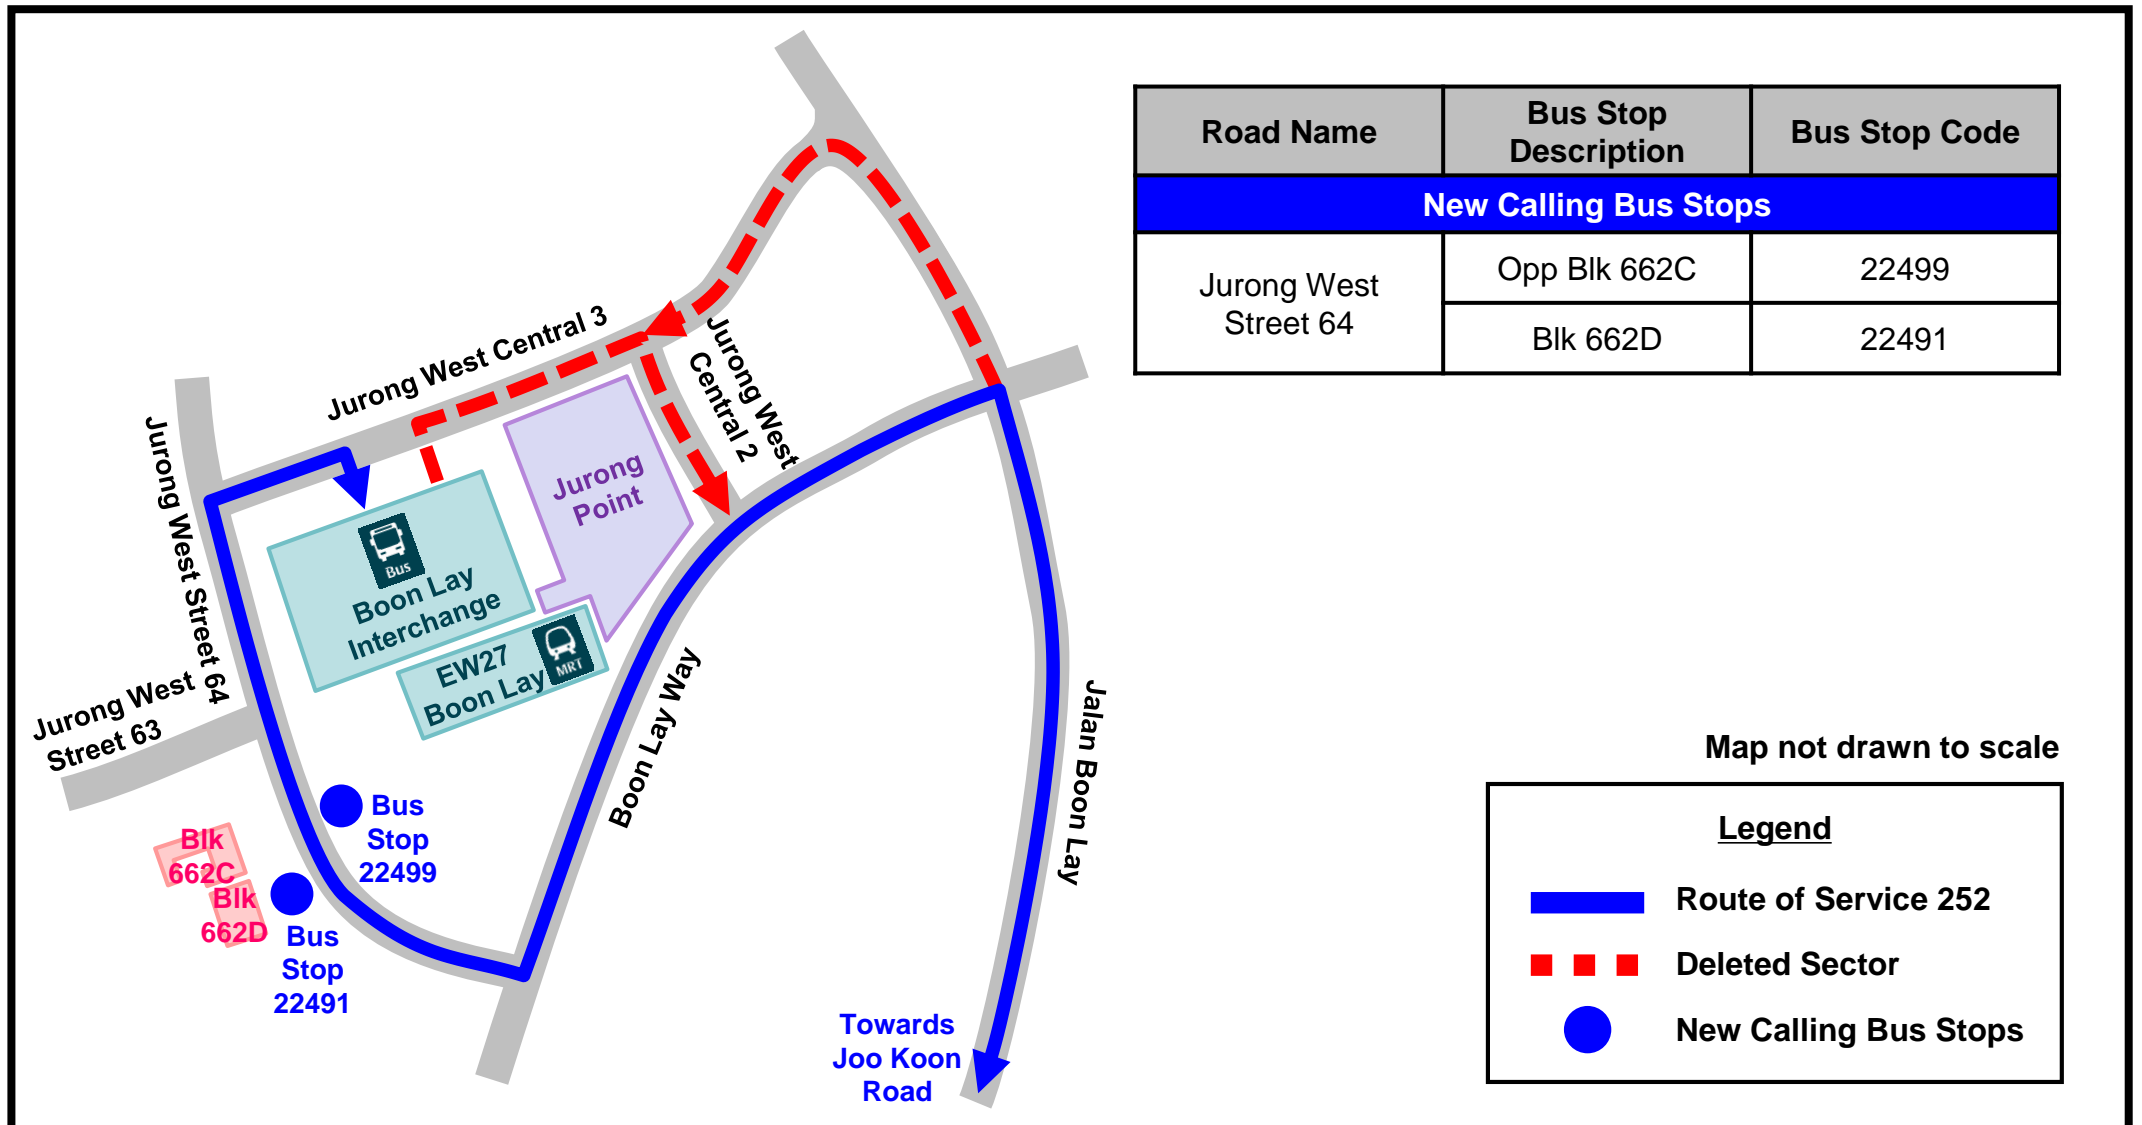 Road Name
Bus Stop
Description
Bus Stop Code
New Calling Bus Stops
Jurong West
Street 64
Opp Blk 662C
22499
Blk 662D
22491
Jurong West Central 3
Jurong West
Central 2
Jurong West Street 64
Jurong
Point
Bus
Boon Lay
Interchange
EW27
Boon Lay
MRT
Jurong West
Street 63
Boon Lay Way
Jalan Boon Lay
Bus
Stop
22499
Blk
662C
Blk
662D
Bus
Stop
22491
Towards
Joo Koon
Road
Map not drawn to scale
Legend
Route of Service 252
Deleted Sector
New Calling Bus Stops